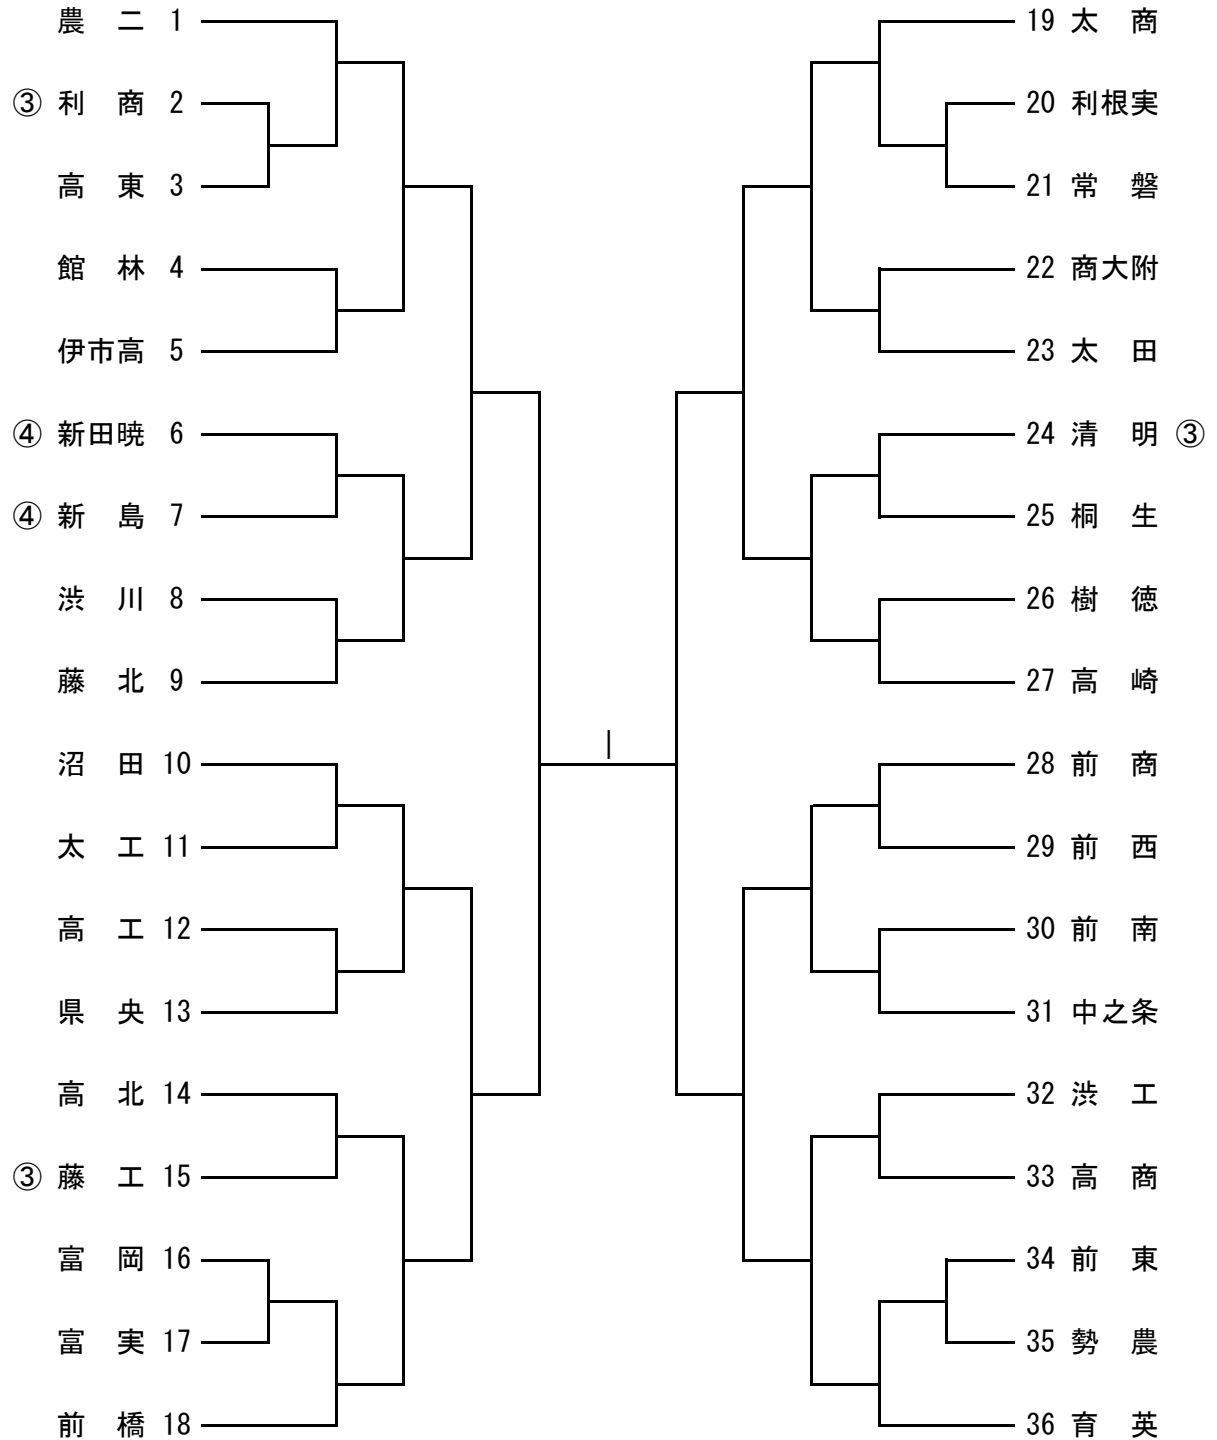 農 二 1
③ 利 商 2
高 東 3
館 林 4
伊市高 5
④ 新田暁 6
④ 新 島 7
渋 川 8
藤 北 9
沼 田 10
太 工 11
高 工 12
県 央 13
高 北 14
③ 藤 工 15
富 岡 16
富 実 17
前 橋 18
19 太 商
20 利根実
21 常 磐
22 商大附
23 太 田
24 清 明 ③
25 桐 生
26 樹 徳
27 高 崎
28 前 商
29 前 西
30 前 南
31 中之条
32 渋 工
33 高 商
34 前 東
35 勢 農
36 育 英